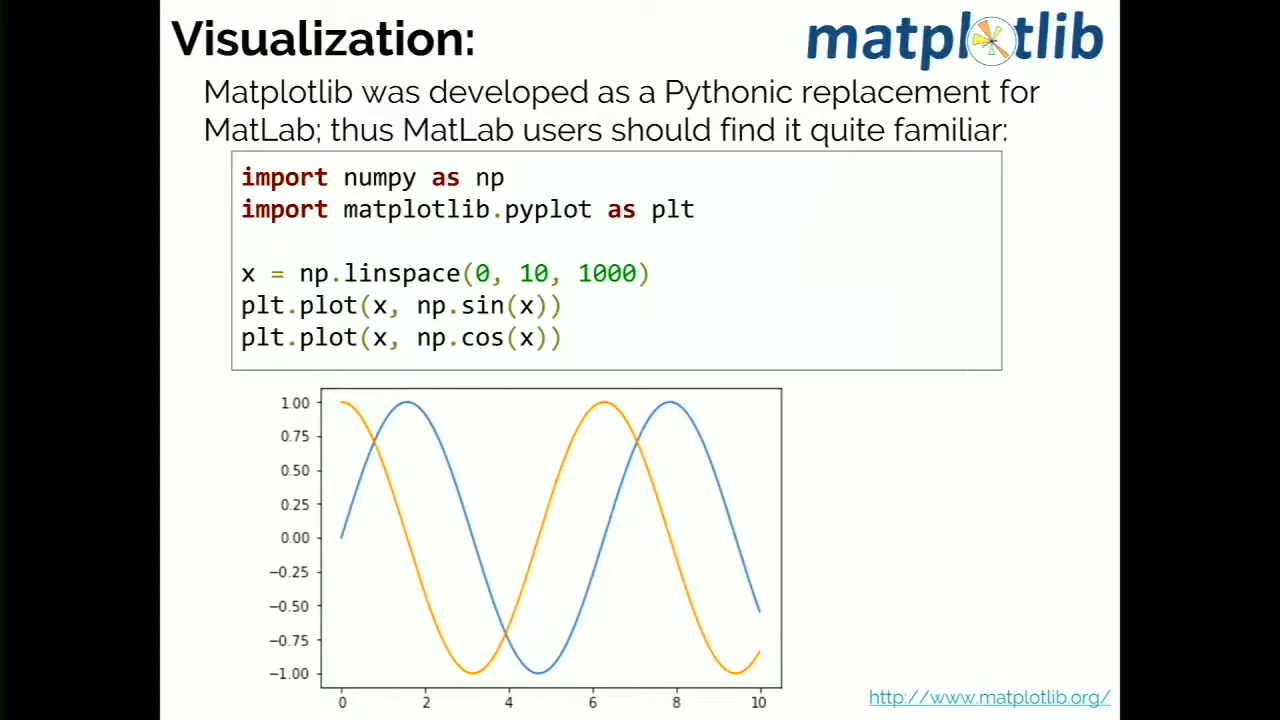 Visualization:
matplotlib
Matplotlib was developed as a Pythonic replacement for
MatLab; thus MatLab users should find it quite familiar:
import numpy as np
import matplotlib.pyplot as plt
x = np.linspace(0, 10, 1000)
plt.plot(x, np.sin(x))
plt.plot(x, np.cos(x))
1.00
0.75
0.50
0.25
0.00
−0.25
−0.50
−0.75
−1.00
0 2 4 6 8 10
http://www.matplotlib.org/